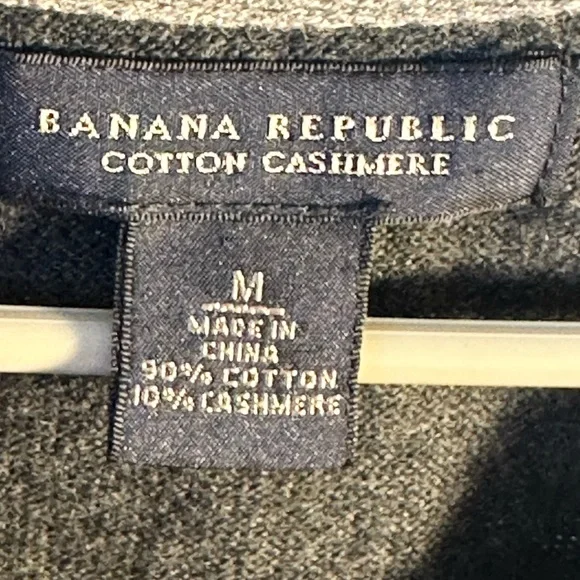 BANANA REPUBLIC
COTTON CASHMERE
M
MADE IN
CHINA
90% COTTON
10% CASHMERE